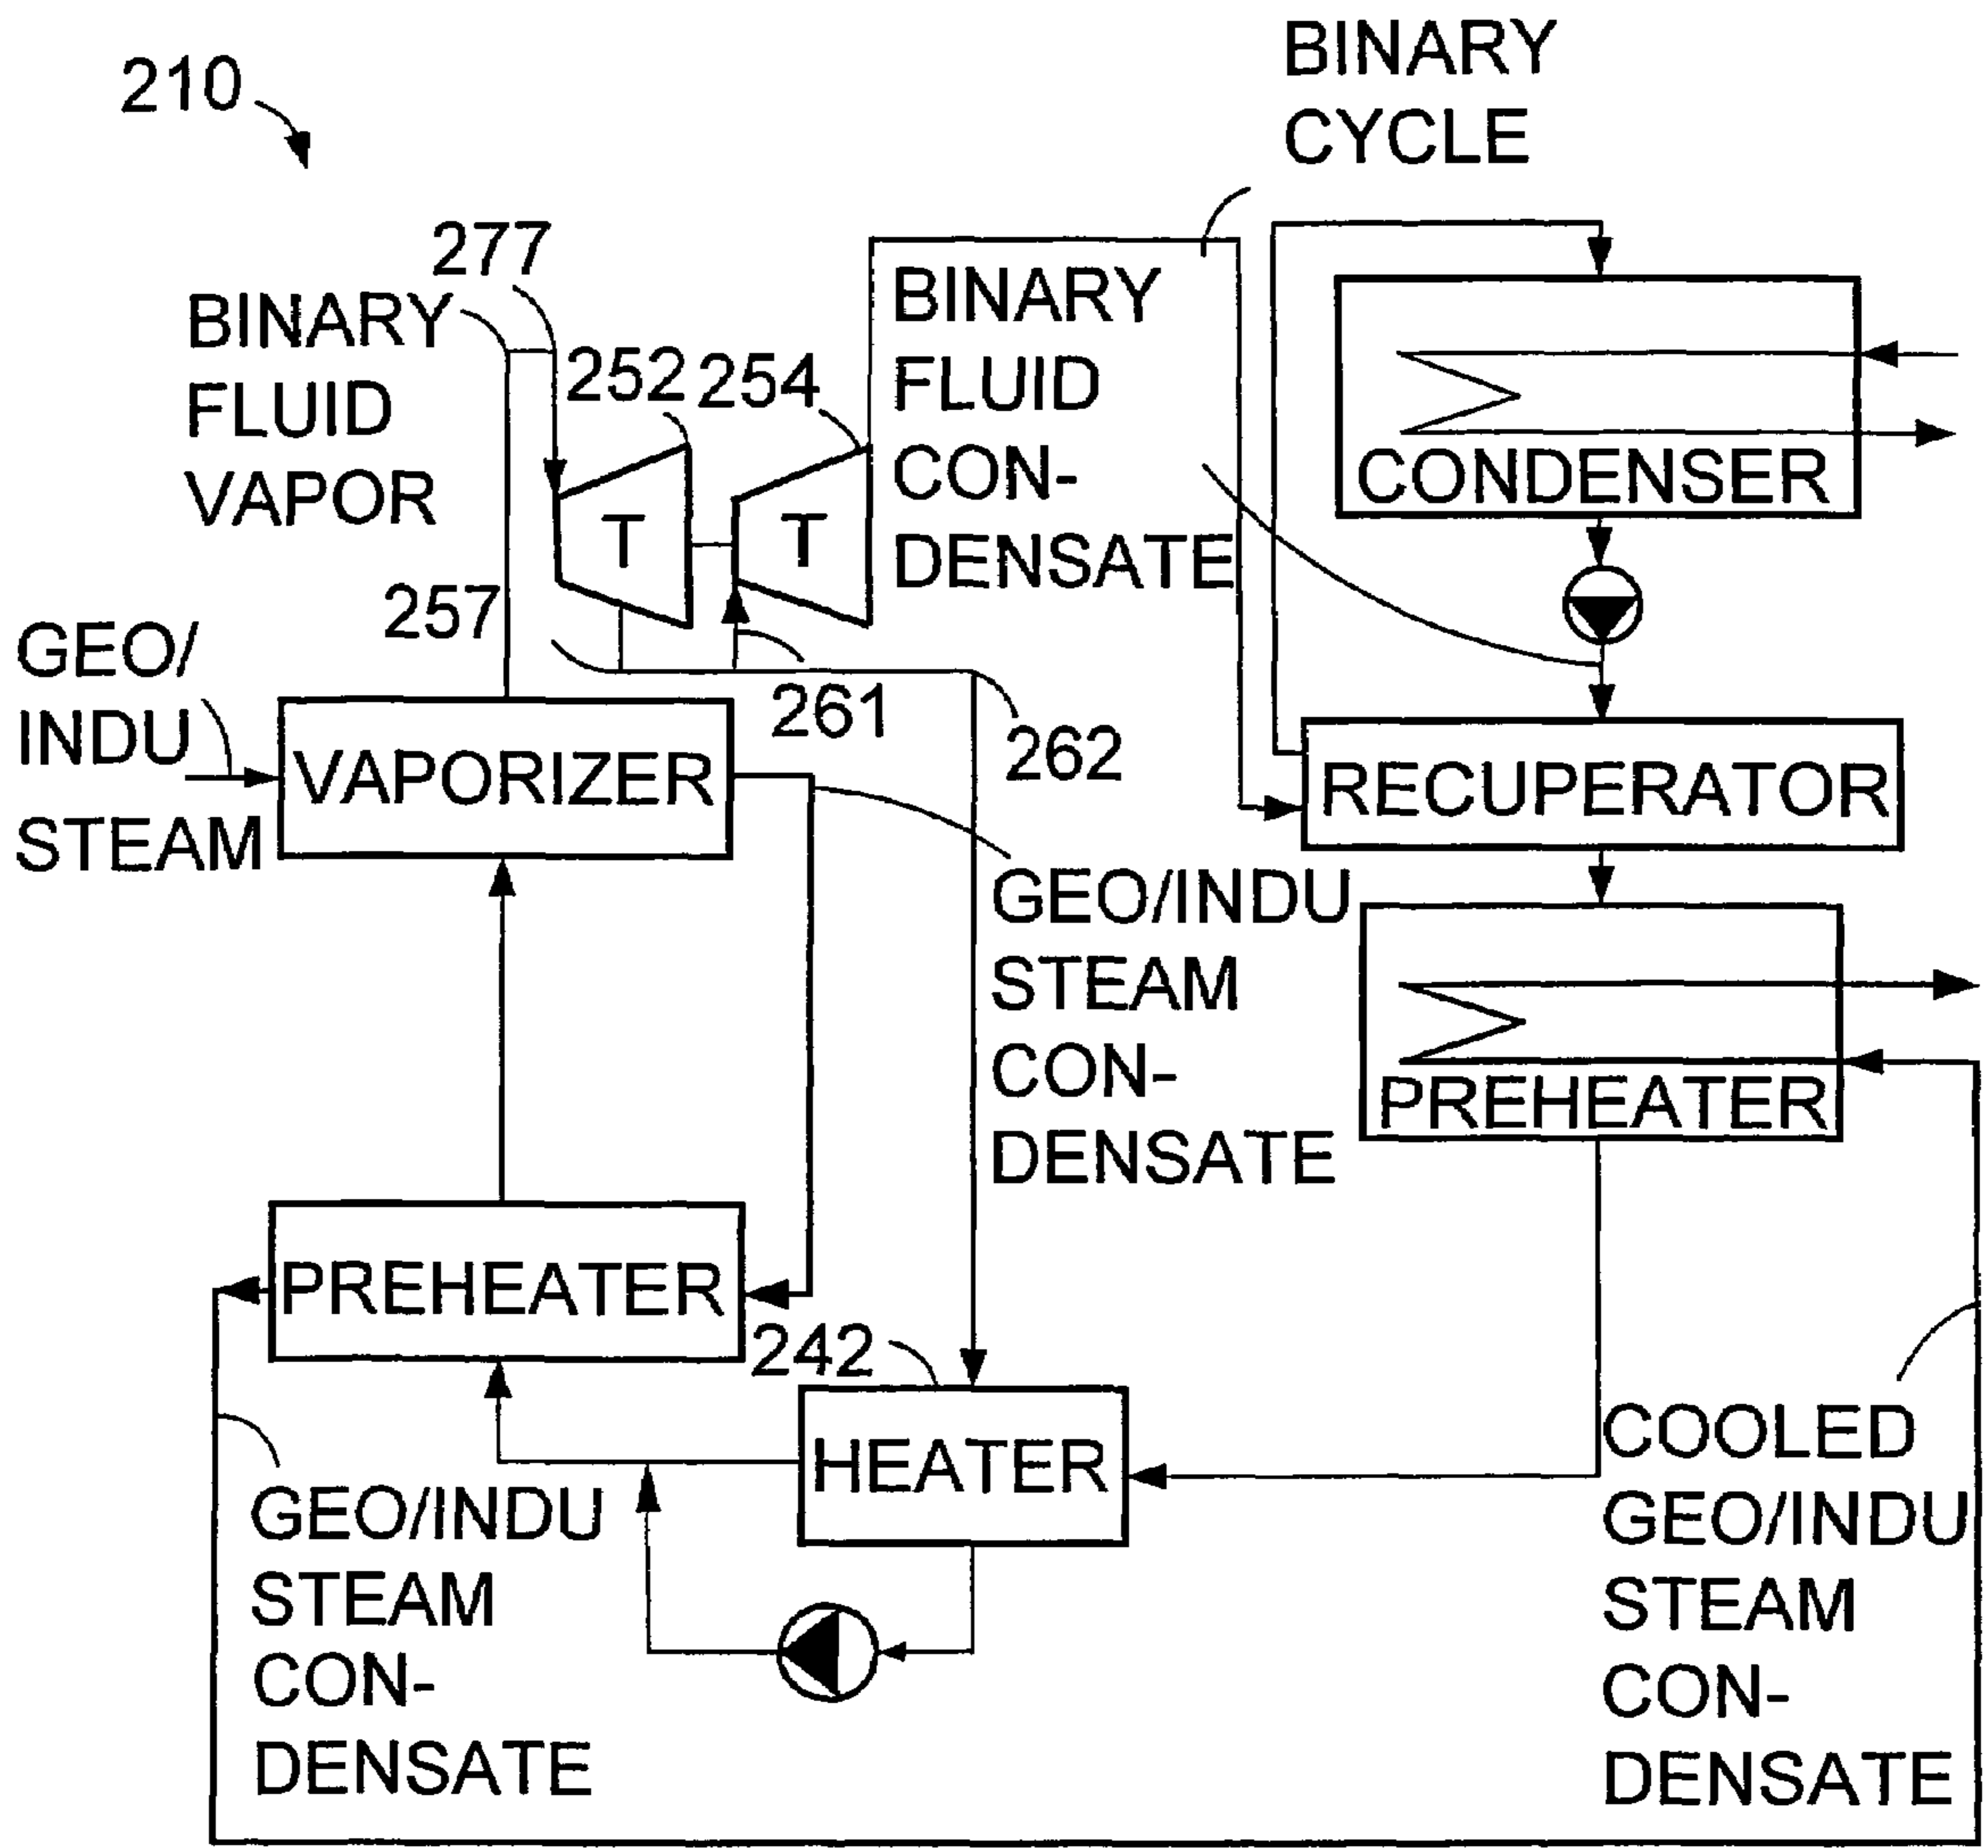 210
BINARY
CYCLE
277
BINARY
FLUID
VAPOR
252
254
BINARY
FLUID
CON-
DENSATE
CONDENSER
T
T
257
261
262
GEO/
INDU
STEAM
VAPORIZER
RECUPERATOR
GEO/INDU
STEAM
CON-
DENSATE
PREHEATER
PREHEATER
242
HEATER
GEO/INDU
STEAM
CON-
DENSATE
COOLED
GEO/INDU
STEAM
CON-
DENSATE